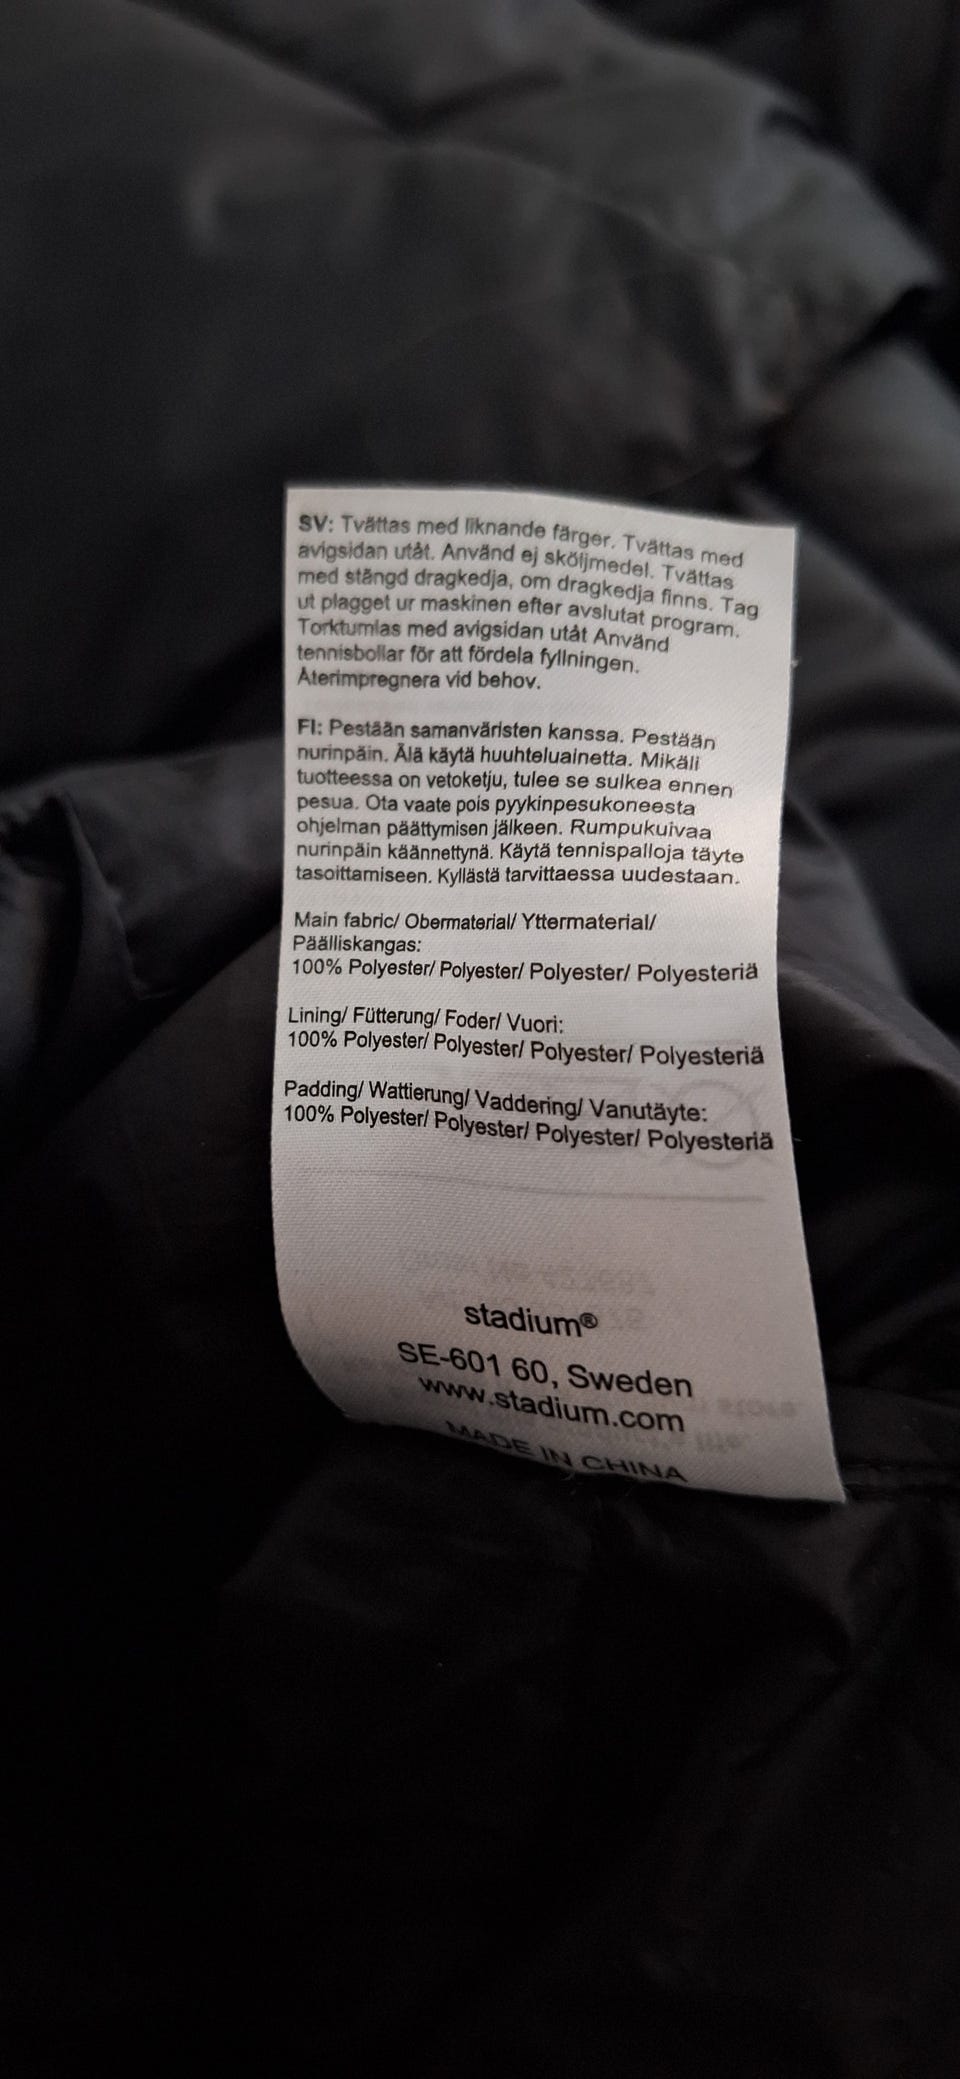 SV: Tvättas med liknande färger. Tvättas med
avigsidan utåt. Använd ej sköljmedel. Tvättas
med stängd dragkedja, om dragkedja finns. Tag
ut plagget ur maskinen efter avslutat program.
Torktumlas med avigsidan utåt Använd
tennisbollar för att fördela fyllningen.
Återimpregnera vid behov.
FI: Pestään samanväristen kanssa. Pestään
nurinpäin. Älä käytä huuhteluainetta. Mikäli
tuotteessa on vetoketju, tulee se sulkea ennen
pesua. Ota vaate pois pyykinpesukoneesta
ohjelman päättymisen jälkeen. Rumpukuivaa
nurinpäin käännettynä. Käytä tennispalloja täyte
tasoittamiseen. Kyllästä tarvittaessa uudestaan.
Main fabric/ Obermaterial/ Yttermaterial/
Päälliskangas:
100% Polyester/ Polyester/ Polyester/ Polyesteriä
Lining/ Fütterung/ Foder/ Vuori:
100% Polyester/ Polyester/ Polyester/ Polyesteriä
Padding/ Wattierung/ Vaddering/ Vanutäyte:
100% Polyester/ Polyester/ Polyester/ Polyesteriä
stadium®
SE-601 60, Sweden
www.stadium.com
MADE IN CHINA